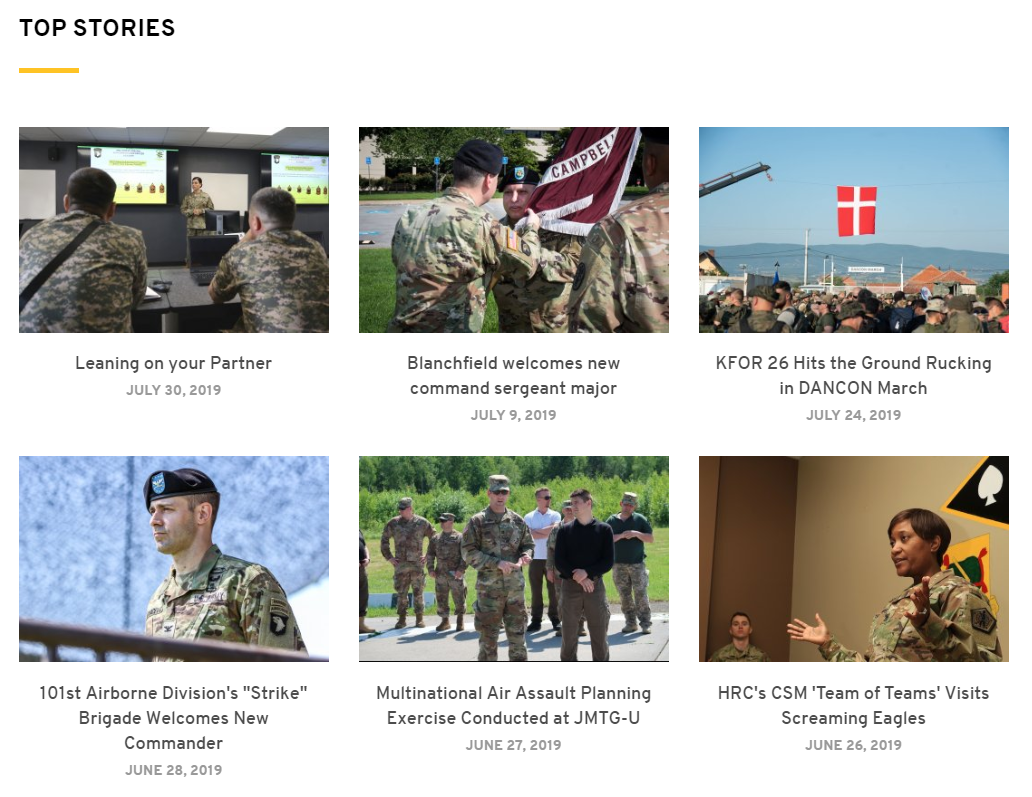 TOP STORIES
CAMPBEL
Leaning on your Partner
JULY 30, 2019
Blanchfield welcomes new
command sergeant major
JULY 9, 2019
KFOR 26 Hits the Ground Rucking
in DANCON March
JULY 24, 2019
101st Airborne Division's "Strike"
Brigade Welcomes New
Commander
JUNE 28, 2019
Multinational Air Assault Planning
Exercise Conducted at JMTG-U
JUNE 27, 2019
HRC's CSM 'Team of Teams' Visits
Screaming Eagles
JUNE 26, 2019